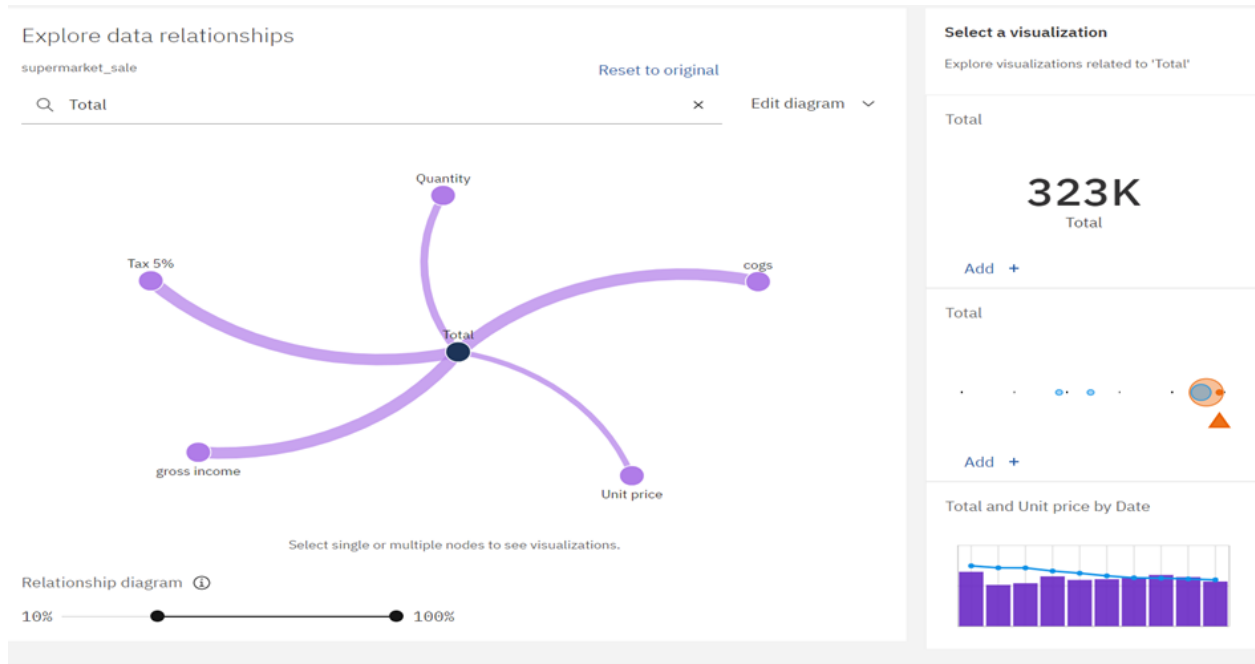 Explore data relationships
supermarket_sale
Reset to original
Total
×
Edit diagram
Quantity
Tax 5%
cogs
Total
gross income
Unit price
Select single or multiple nodes to see visualizations.
Relationship diagram
10%
100%
Select a visualization
Explore visualizations related to 'Total'
Total
323K
Total
Add +
Total
Add +
Total and Unit price by Date